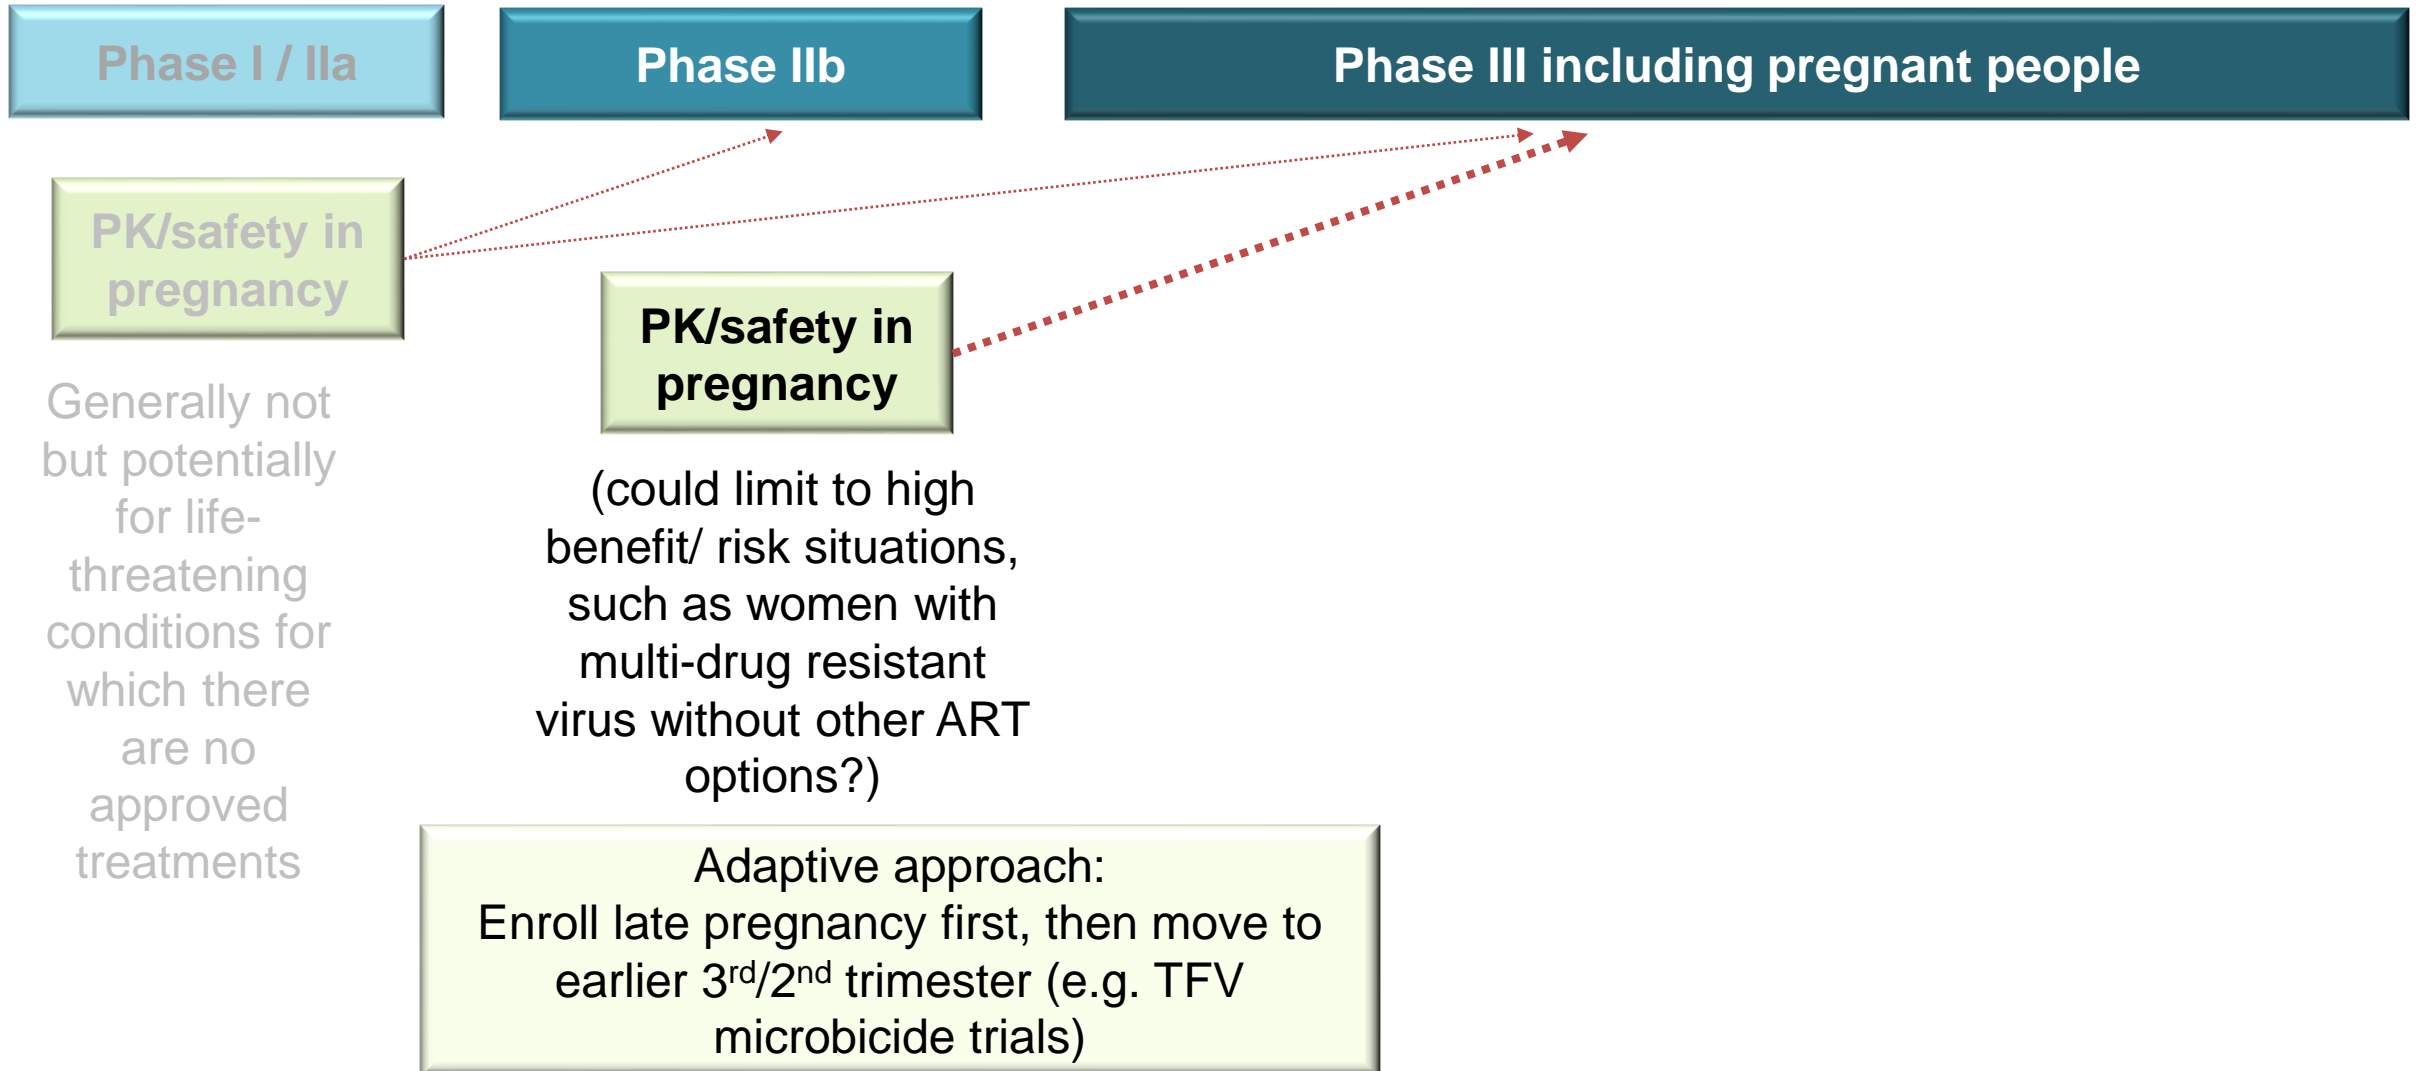 Phase I / IIa
Phase IIb
Phase III including pregnant people
PK/safety in
pregnancy
Generally not
but potentially
for life-
threatening
conditions for
which there
are no
approved
treatments
PK/safety in
pregnancy
(could limit to high
benefit/ risk situations,
such as women with
multi-drug resistant
virus without other ART
options?)
Adaptive approach:
Enroll late pregnancy first, then move to
earlier 3rd/2nd trimester (e.g. TFV
microbicide trials)